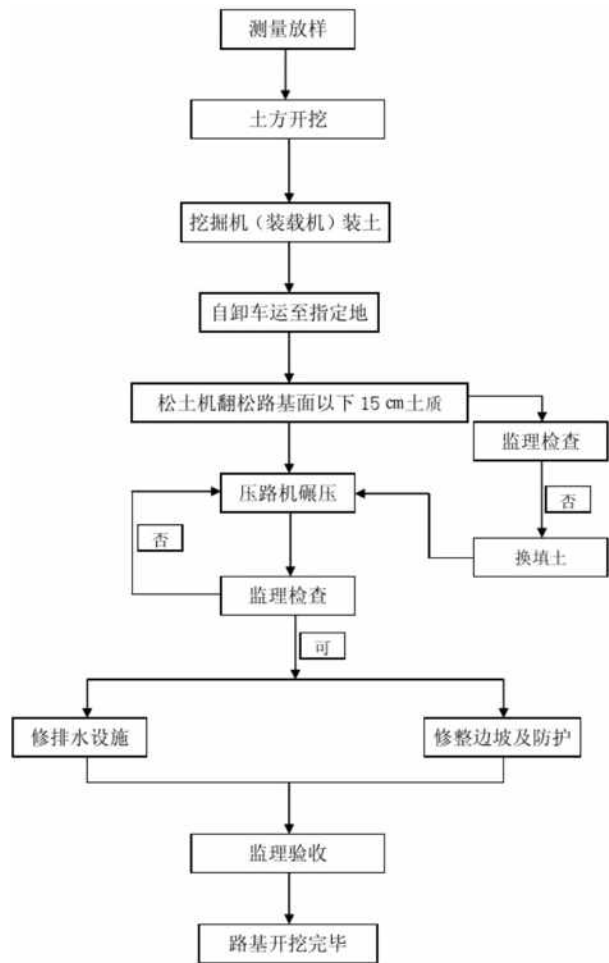 测量放样
土方开挖
挖掘机（装载机）装土
自卸车运至指定地
松土机翻松路基面以下 15 ㎝土质
监理检查
压路机碾压
否
否
换填土
监理检查
可
修排水设施
修整边坡及防护
监理验收
路基开挖完毕